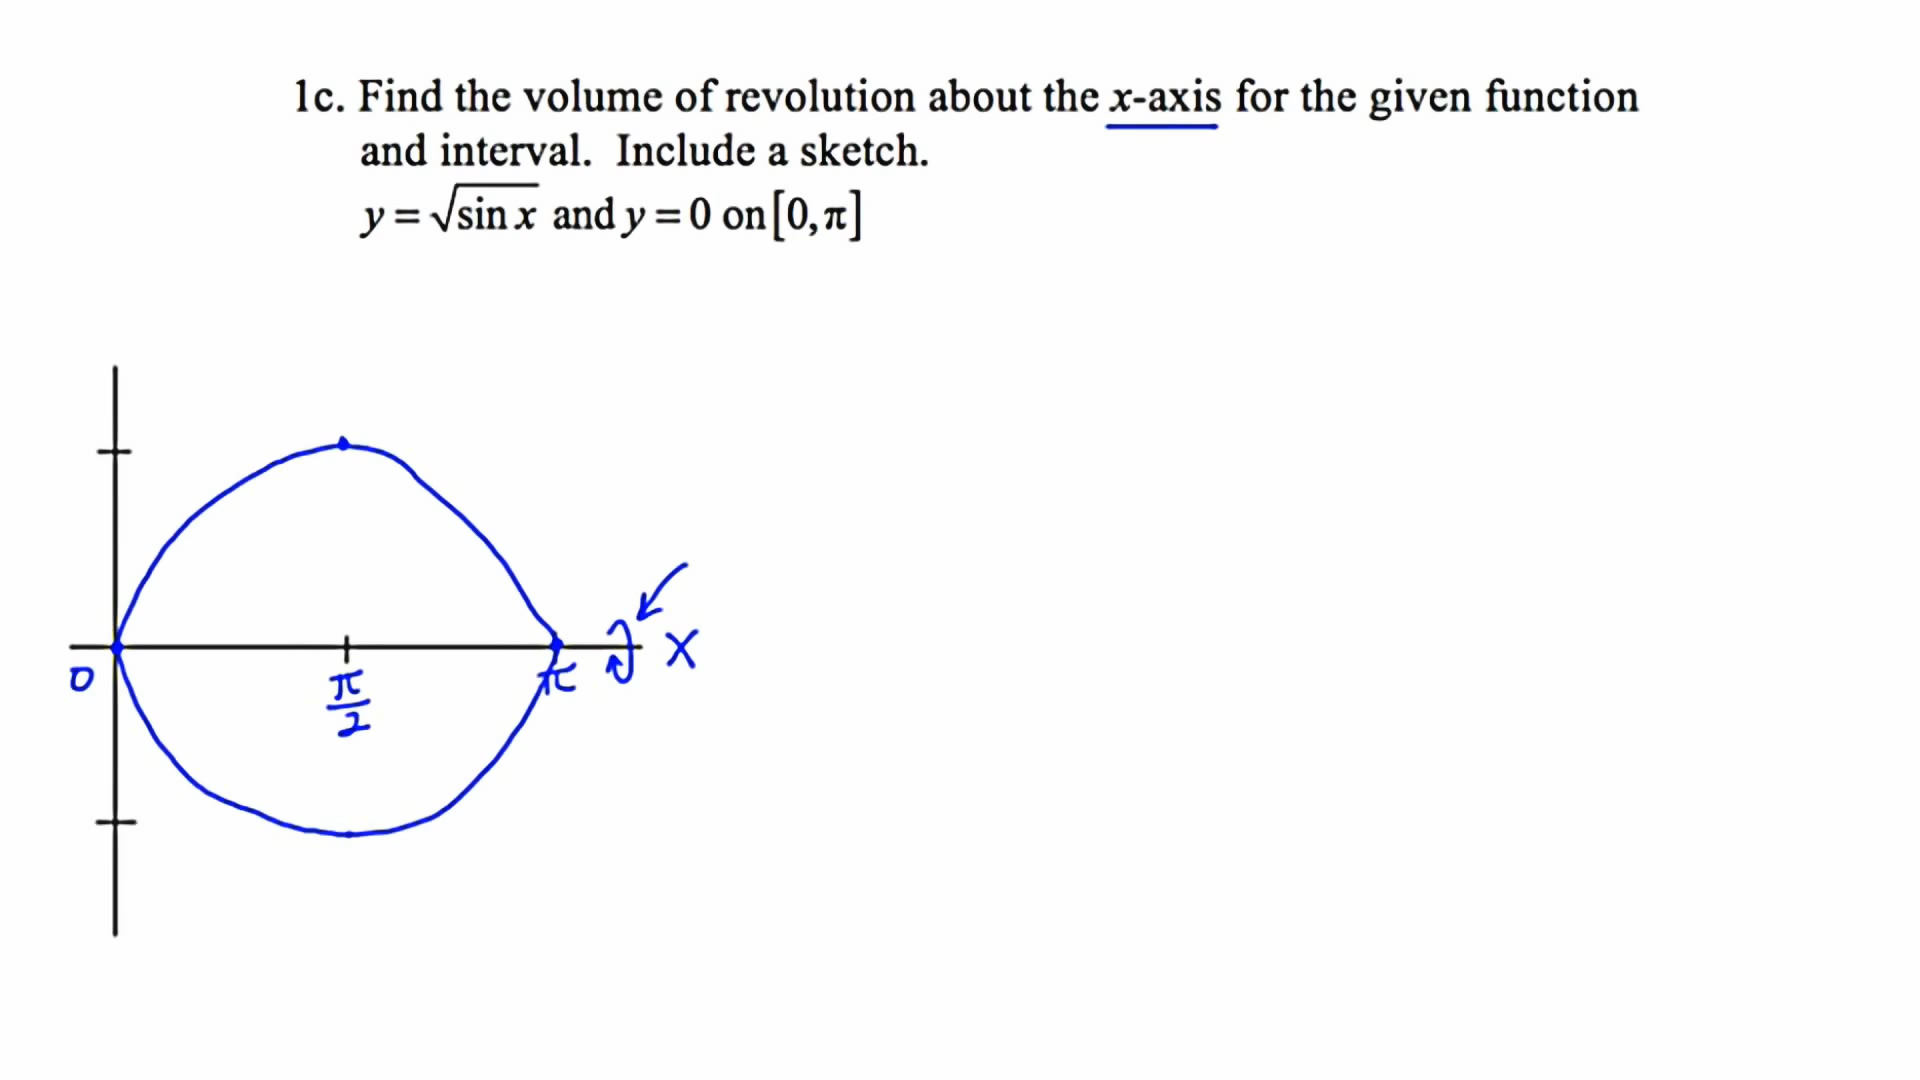 1c. Find the volume of revolution about the x-axis for the given function
and interval. Include a sketch.
y = √sin x and y = 0 on [0, π]
0
π/2
π
x